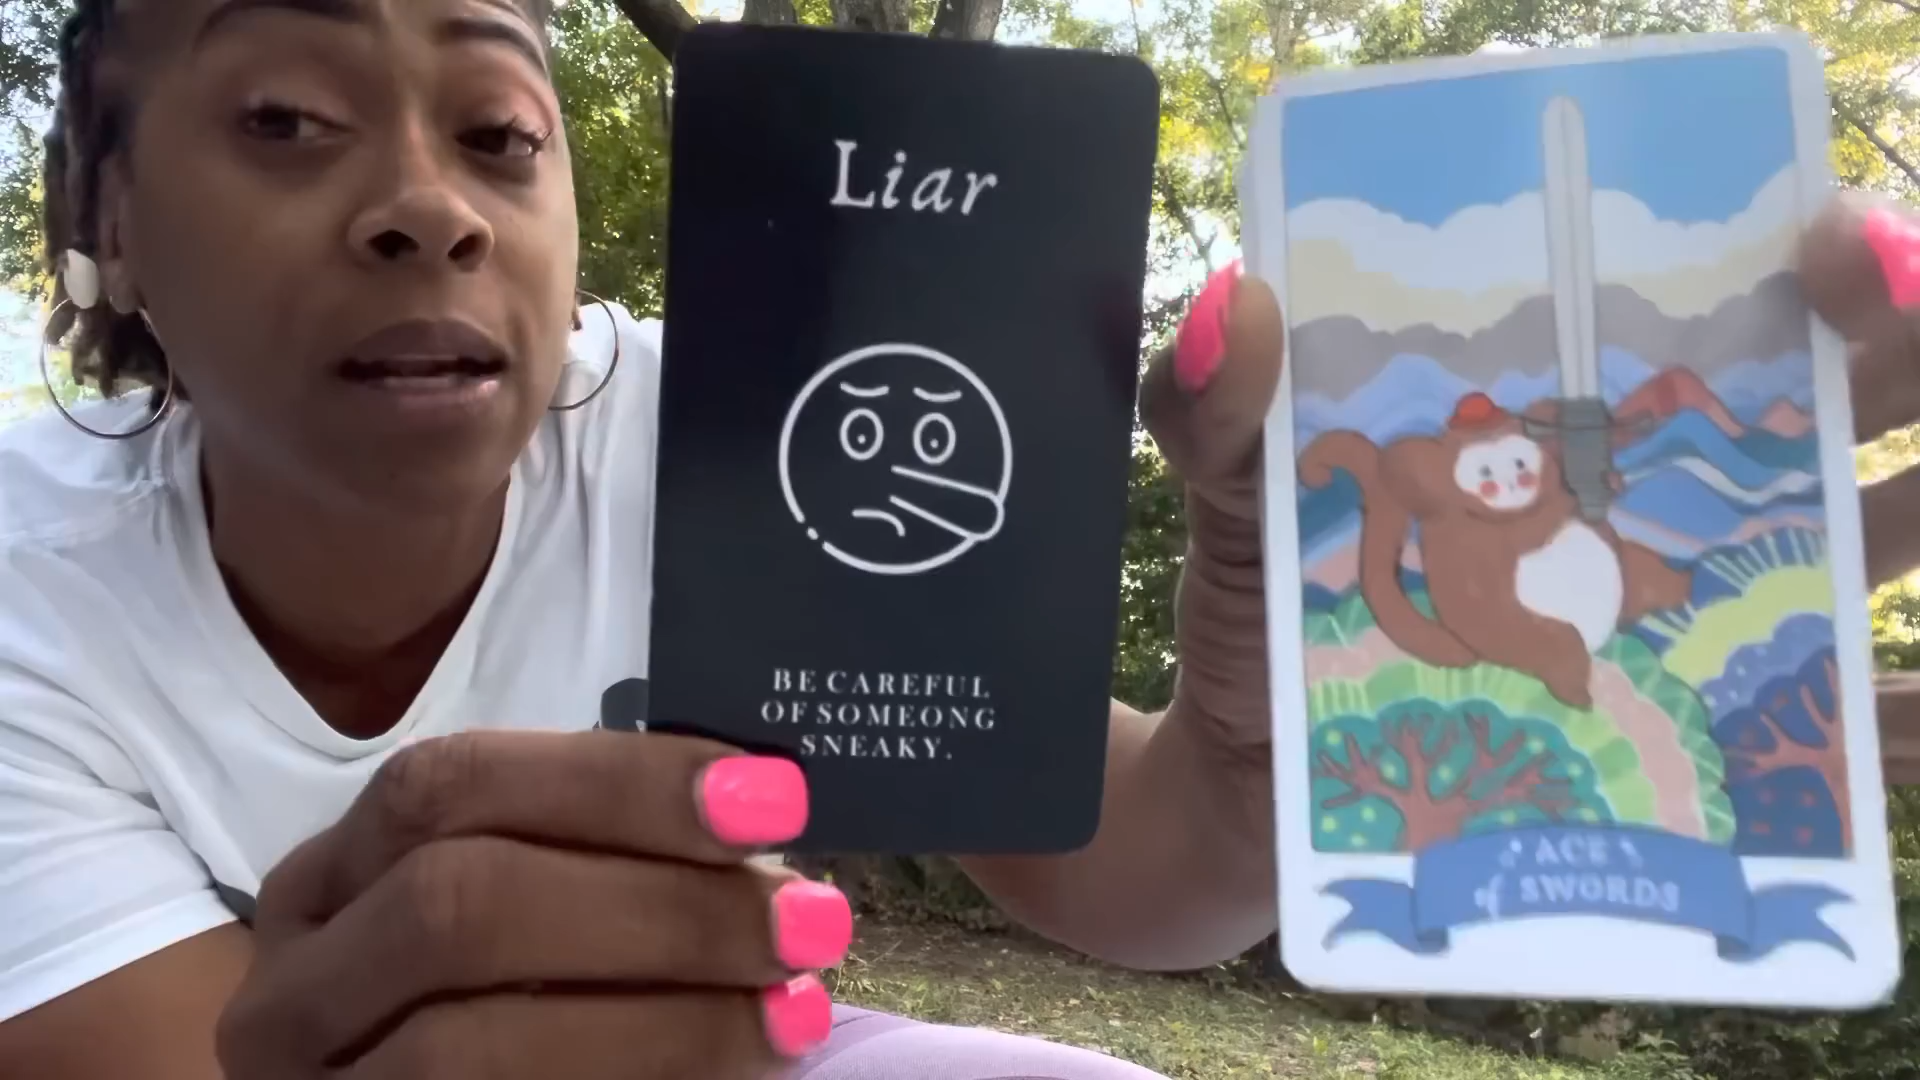 Liar
BE CAREFUL
OF SOMEONG
SNEAKY.
ACE
of SWORDS